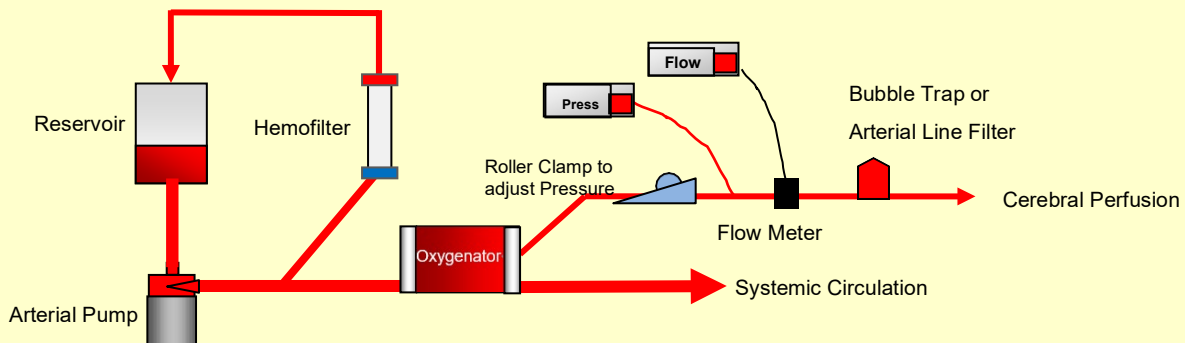 Flow
Press
Bubble Trap or
Arterial Line Filter
Reservoir
Hemofilter
Roller Clamp to
adjust Pressure
Cerebral Perfusion
Flow Meter
Oxygenator
Systemic Circulation
Arterial Pump